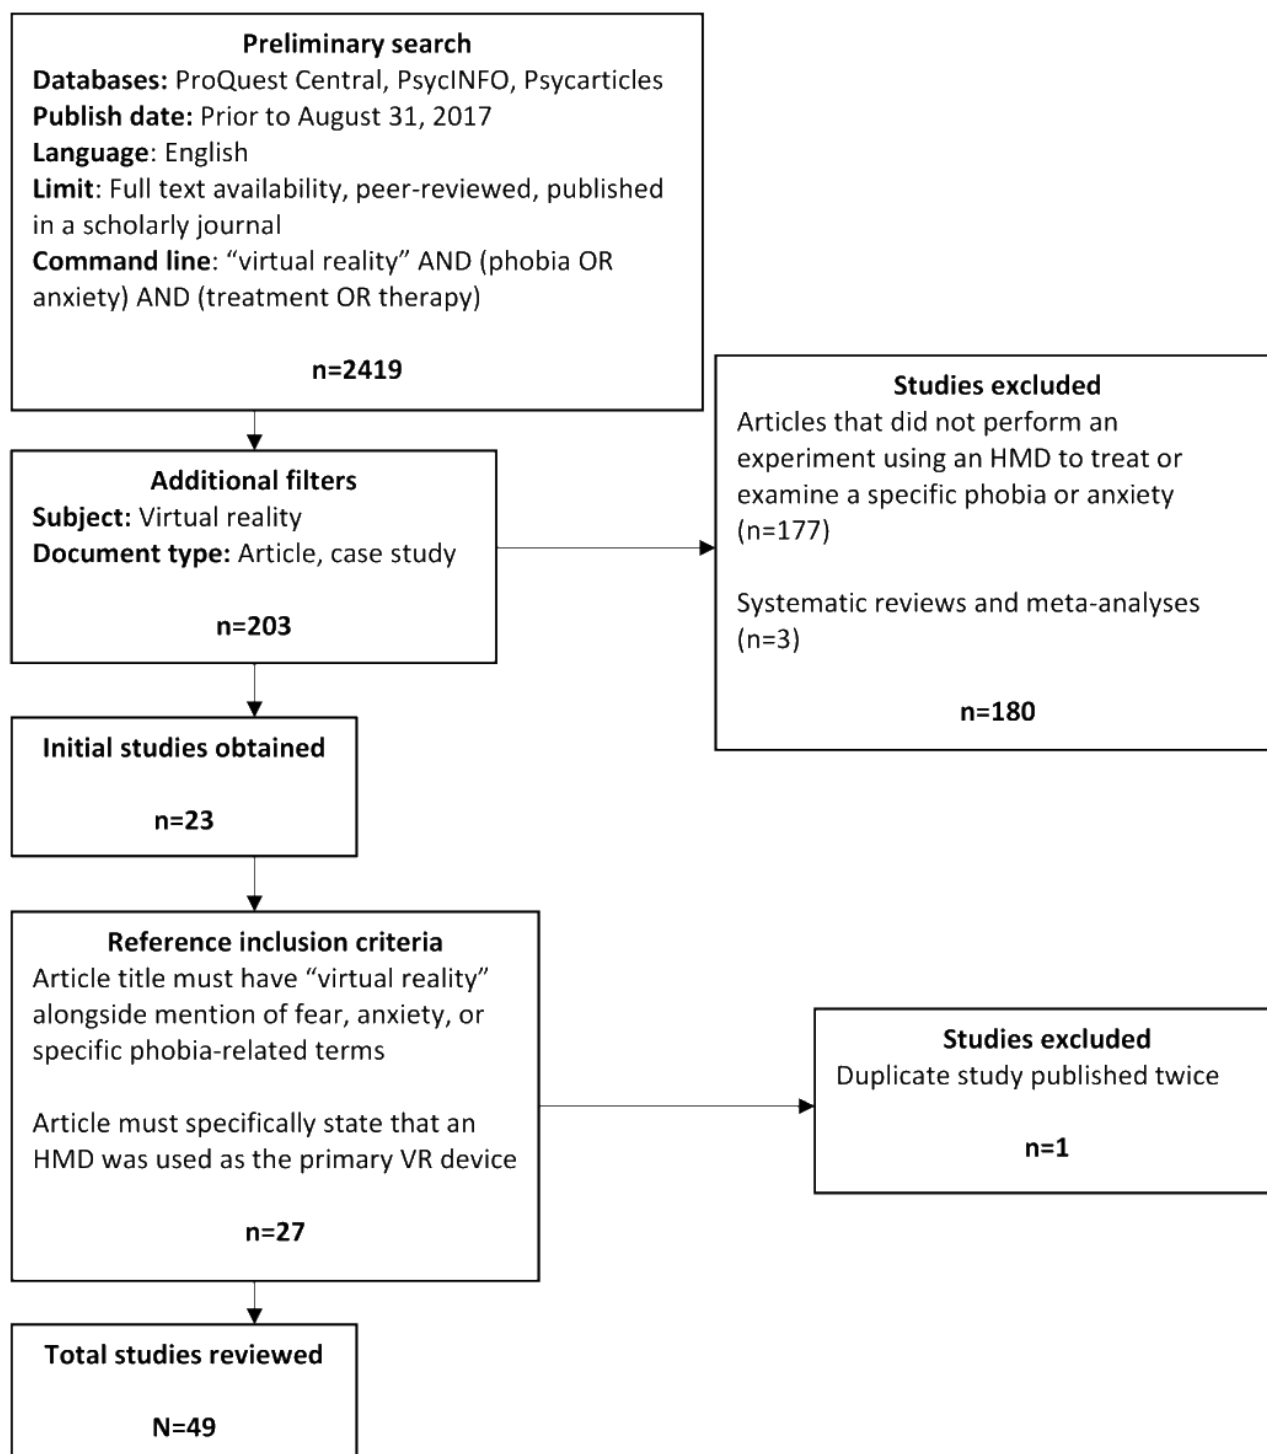 Preliminary search
Databases: ProQuest Central, PsycINFO, Psycarticles
Publish date: Prior to August 31, 2017
Language: English
Limit: Full text availability, peer-reviewed, published
in a scholarly journal
Command line: “virtual reality” AND (phobia OR
anxiety) AND (treatment OR therapy)
n=2419
Additional filters
Subject: Virtual reality
Document type: Article, case study
n=203
Studies excluded
Articles that did not perform an
experiment using an HMD to treat or
examine a specific phobia or anxiety
(n=177)
Systematic reviews and meta-analyses
(n=3)
n=180
Initial studies obtained
n=23
Reference inclusion criteria
Article title must have “virtual reality”
alongside mention of fear, anxiety, or
specific phobia-related terms
Article must specifically state that an
HMD was used as the primary VR device
n=27
Studies excluded
Duplicate study published twice
n=1
Total studies reviewed
N=49